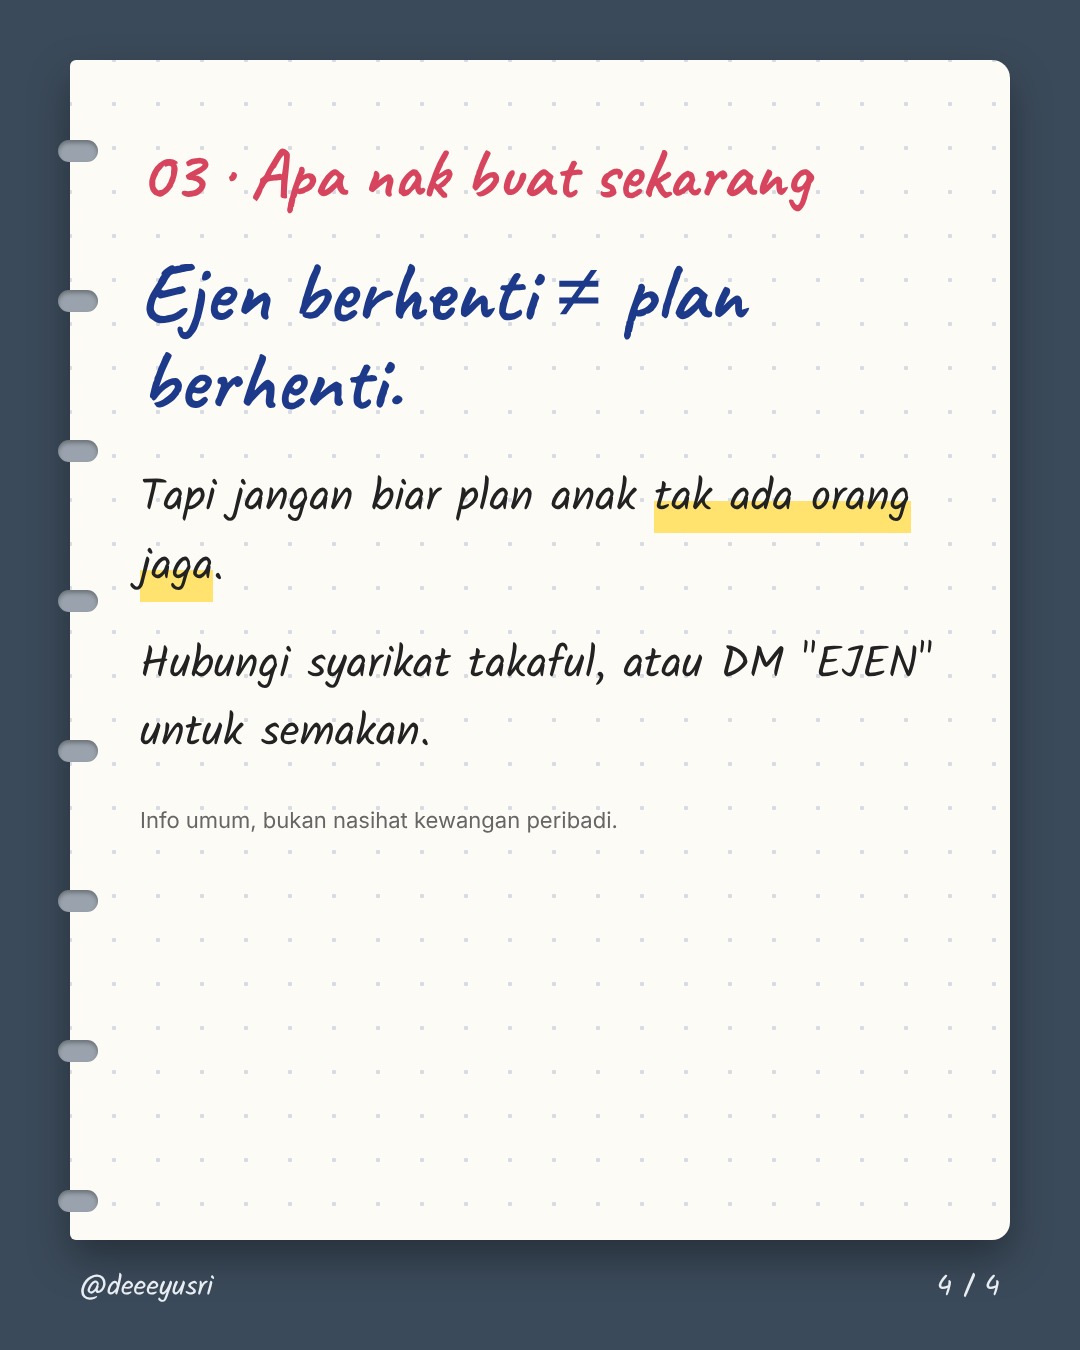 03 · Apa nak buat sekarang
Ejen berhenti ≠ plan
berhenti.
Tapi jangan biar plan anak tak ada orang
jaga.
Hubungi syarikat takaful, atau DM "EJEN"
untuk semakan.
Info umum, bukan nasihat kewangan peribadi.
@deeeyusri
4 / 4